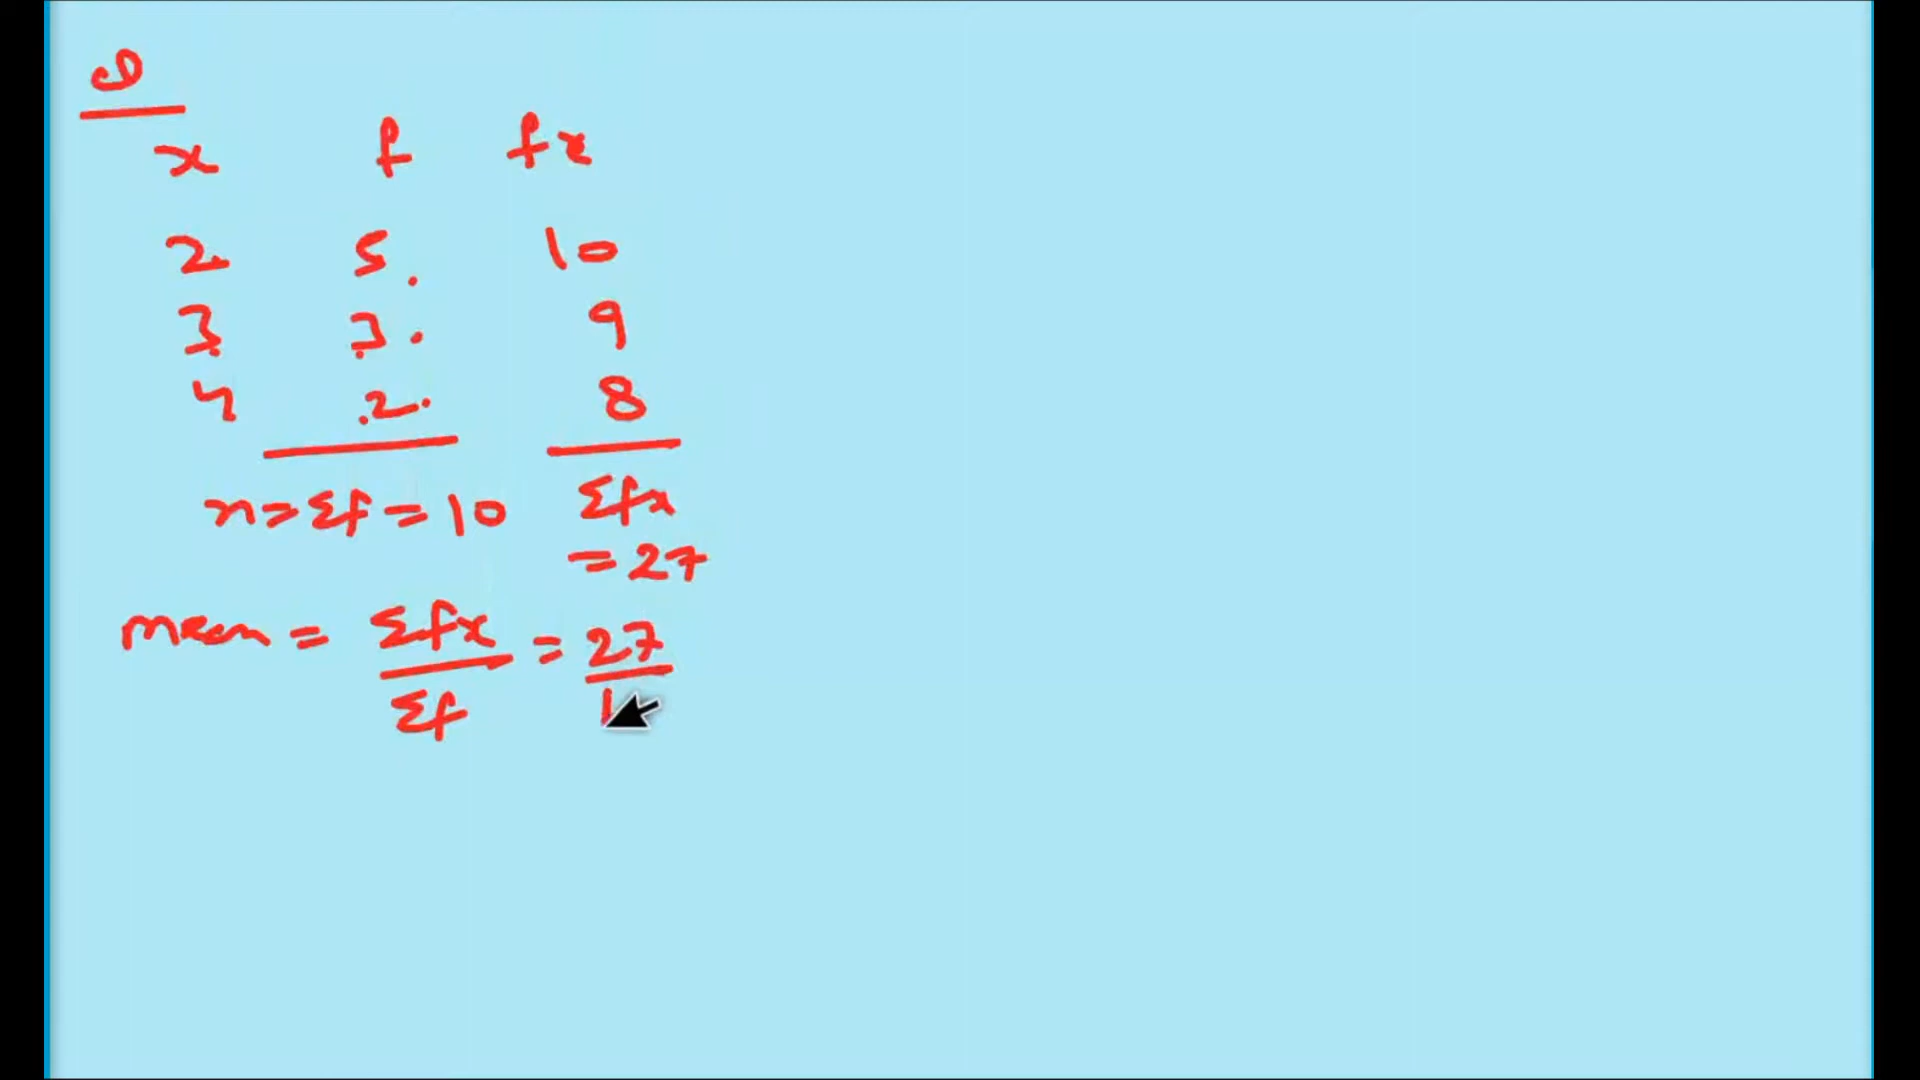 x f fx
2 5 10
3 3 9
4 2 8
n=Σf=10 Σfx
=27
mean = Σfx = 27
Σf 1